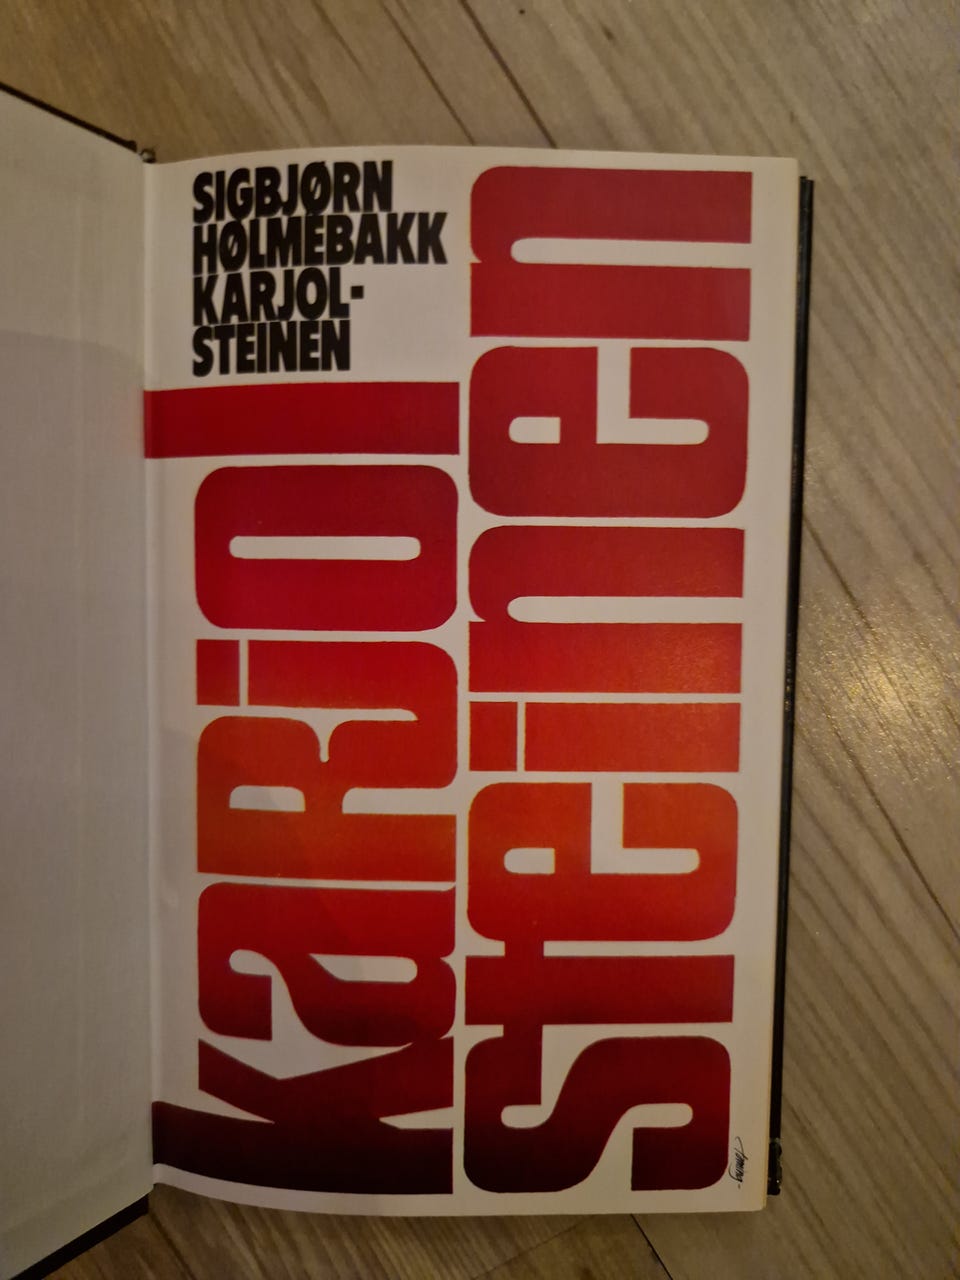 SIGBJØRN
HØLMEBAKK
KARJOL-
STEINEN
kaRjol
steinen